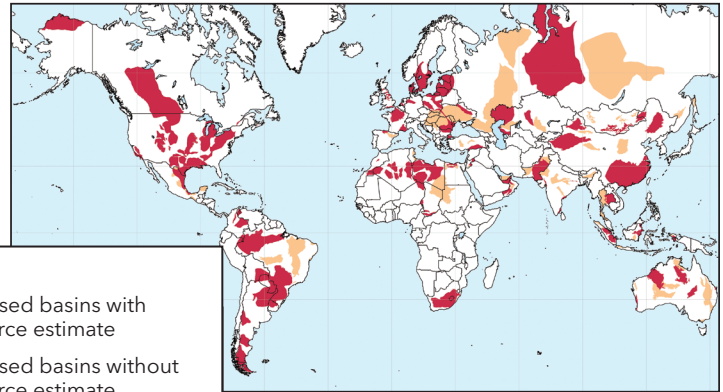 sed basins with
rce estimate
sed basins without
rce estimate